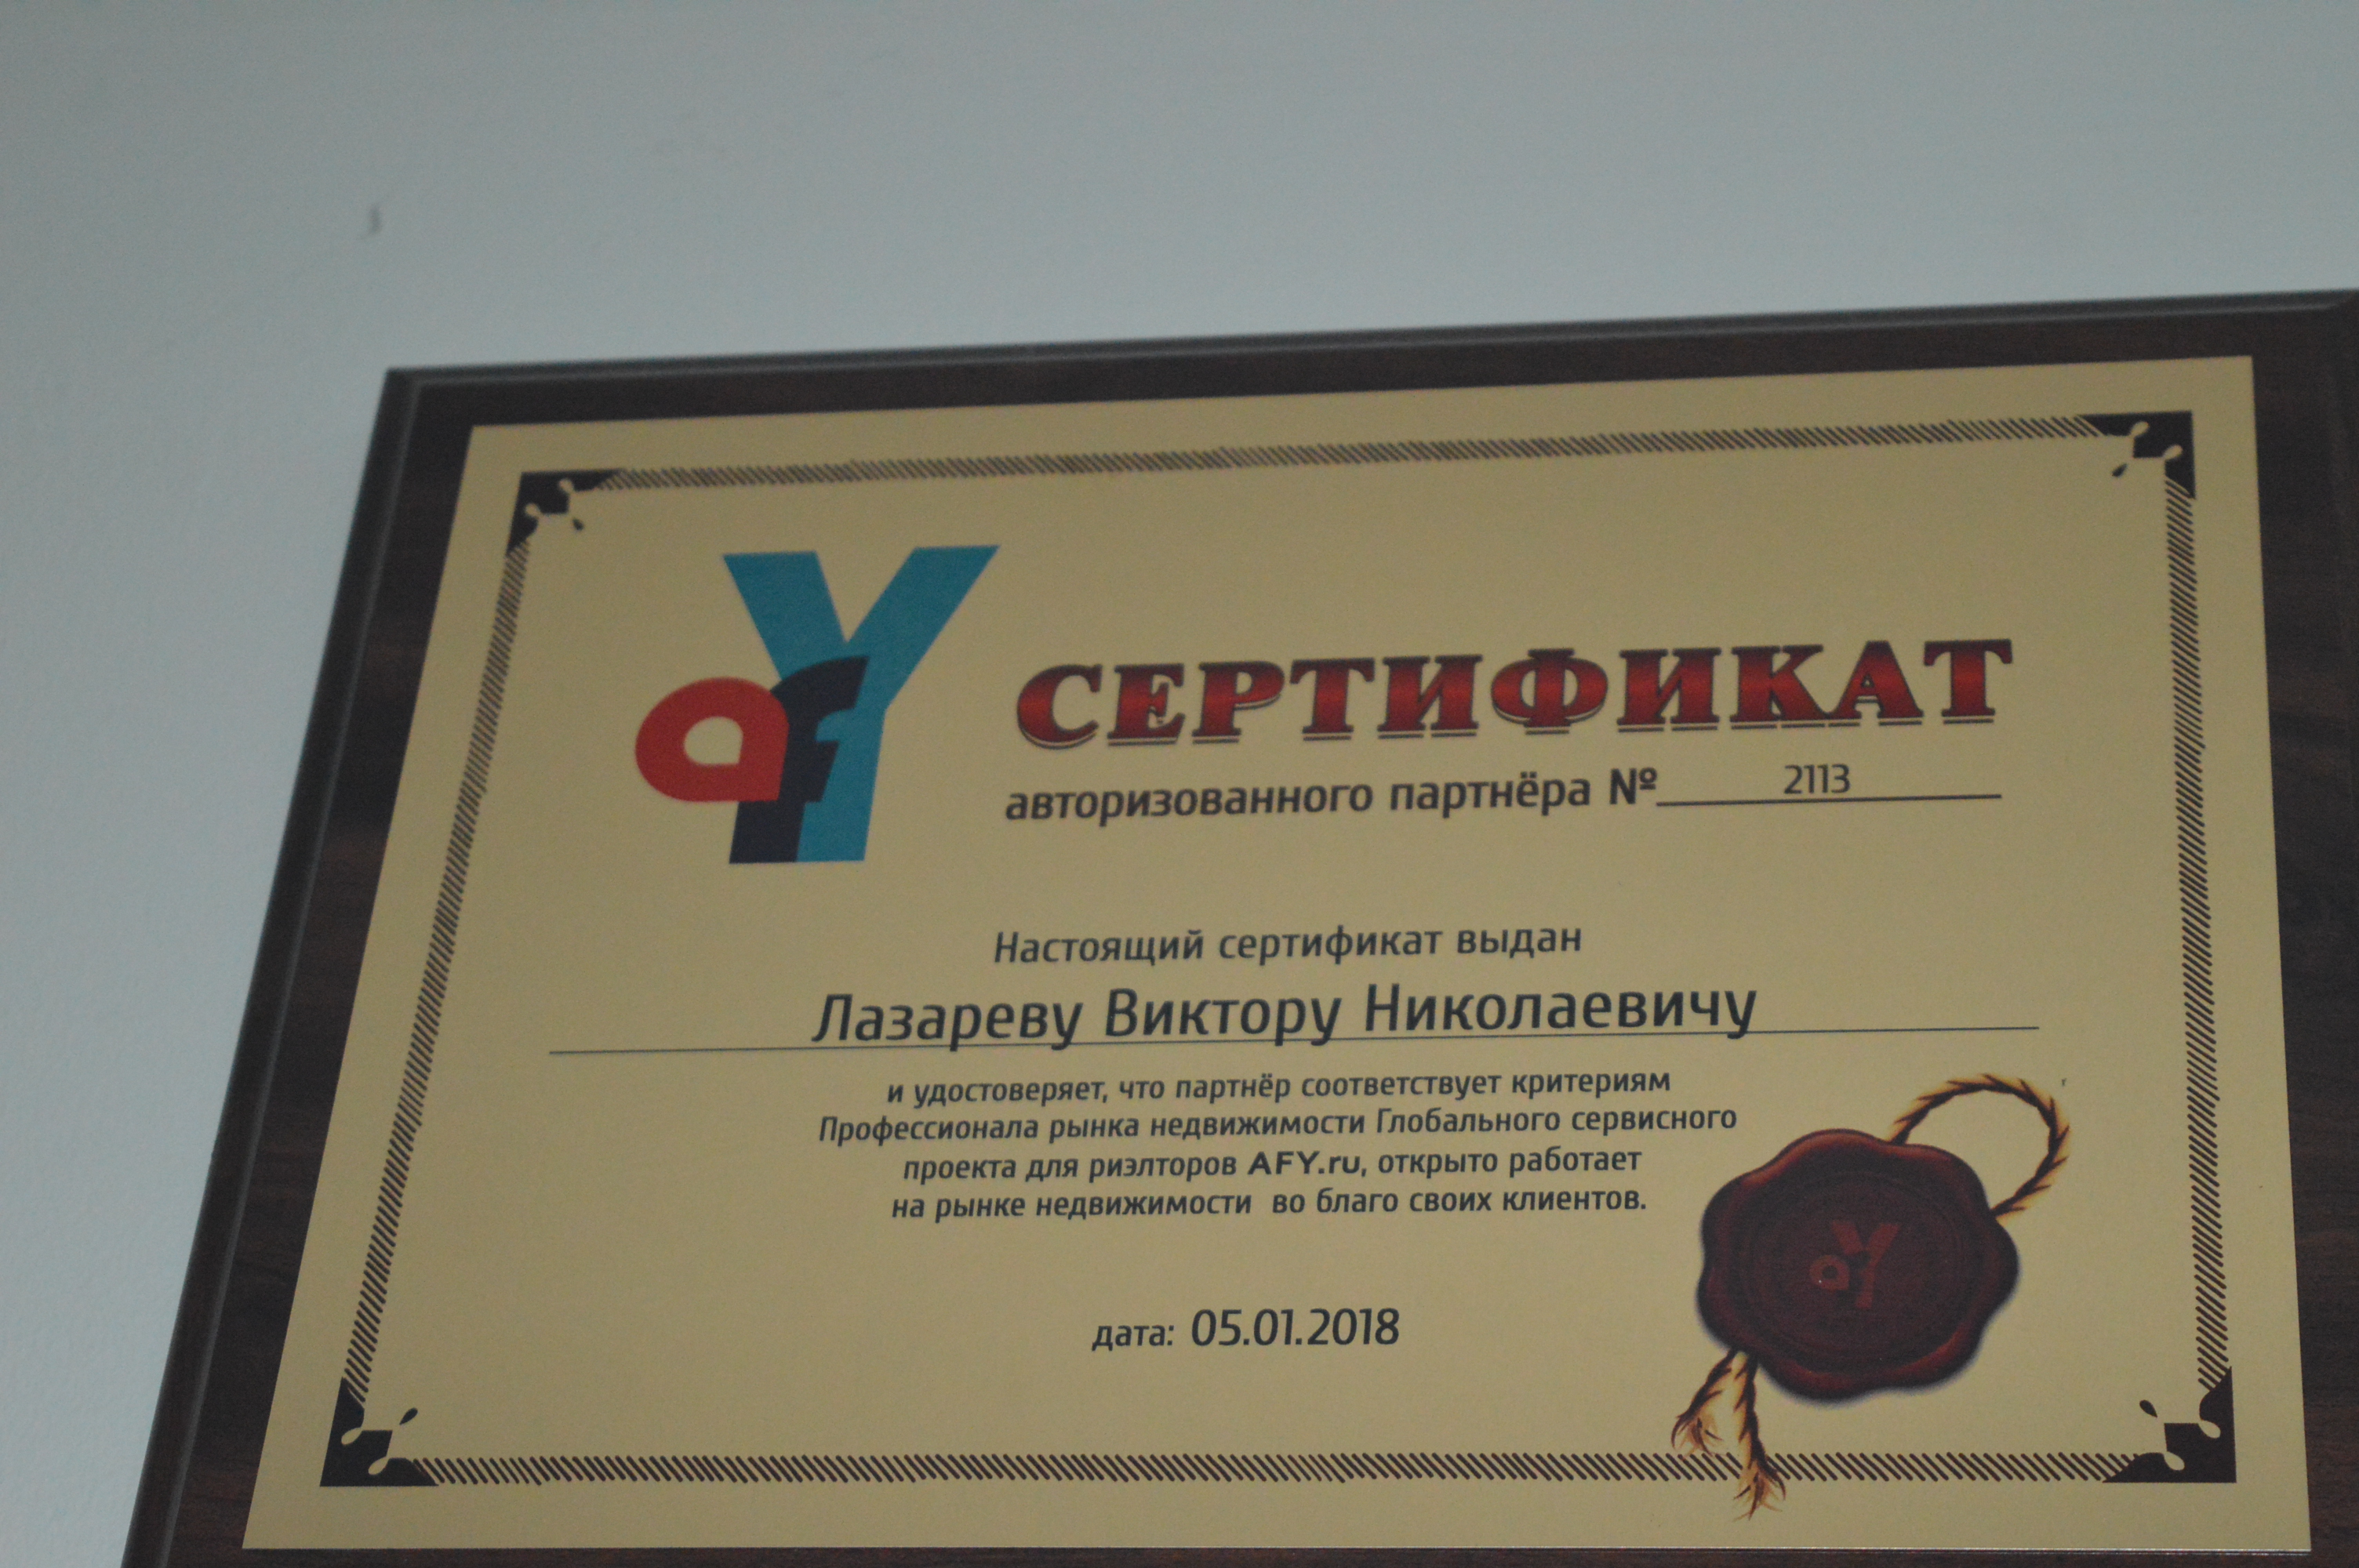 afY
СЕРТИФИКАТ
авторизованного партнёра № 2113
Настоящий сертификат выдан
Лазареву Виктору Николаевичу
и удостоверяет, что партнёр соответствует критериям
Профессионала рынка недвижимости Глобального сервисного
проекта для риэлторов AFY.ru, открыто работает
на рынке недвижимости во благо своих клиентов.
afY
дата: 05.01.2018